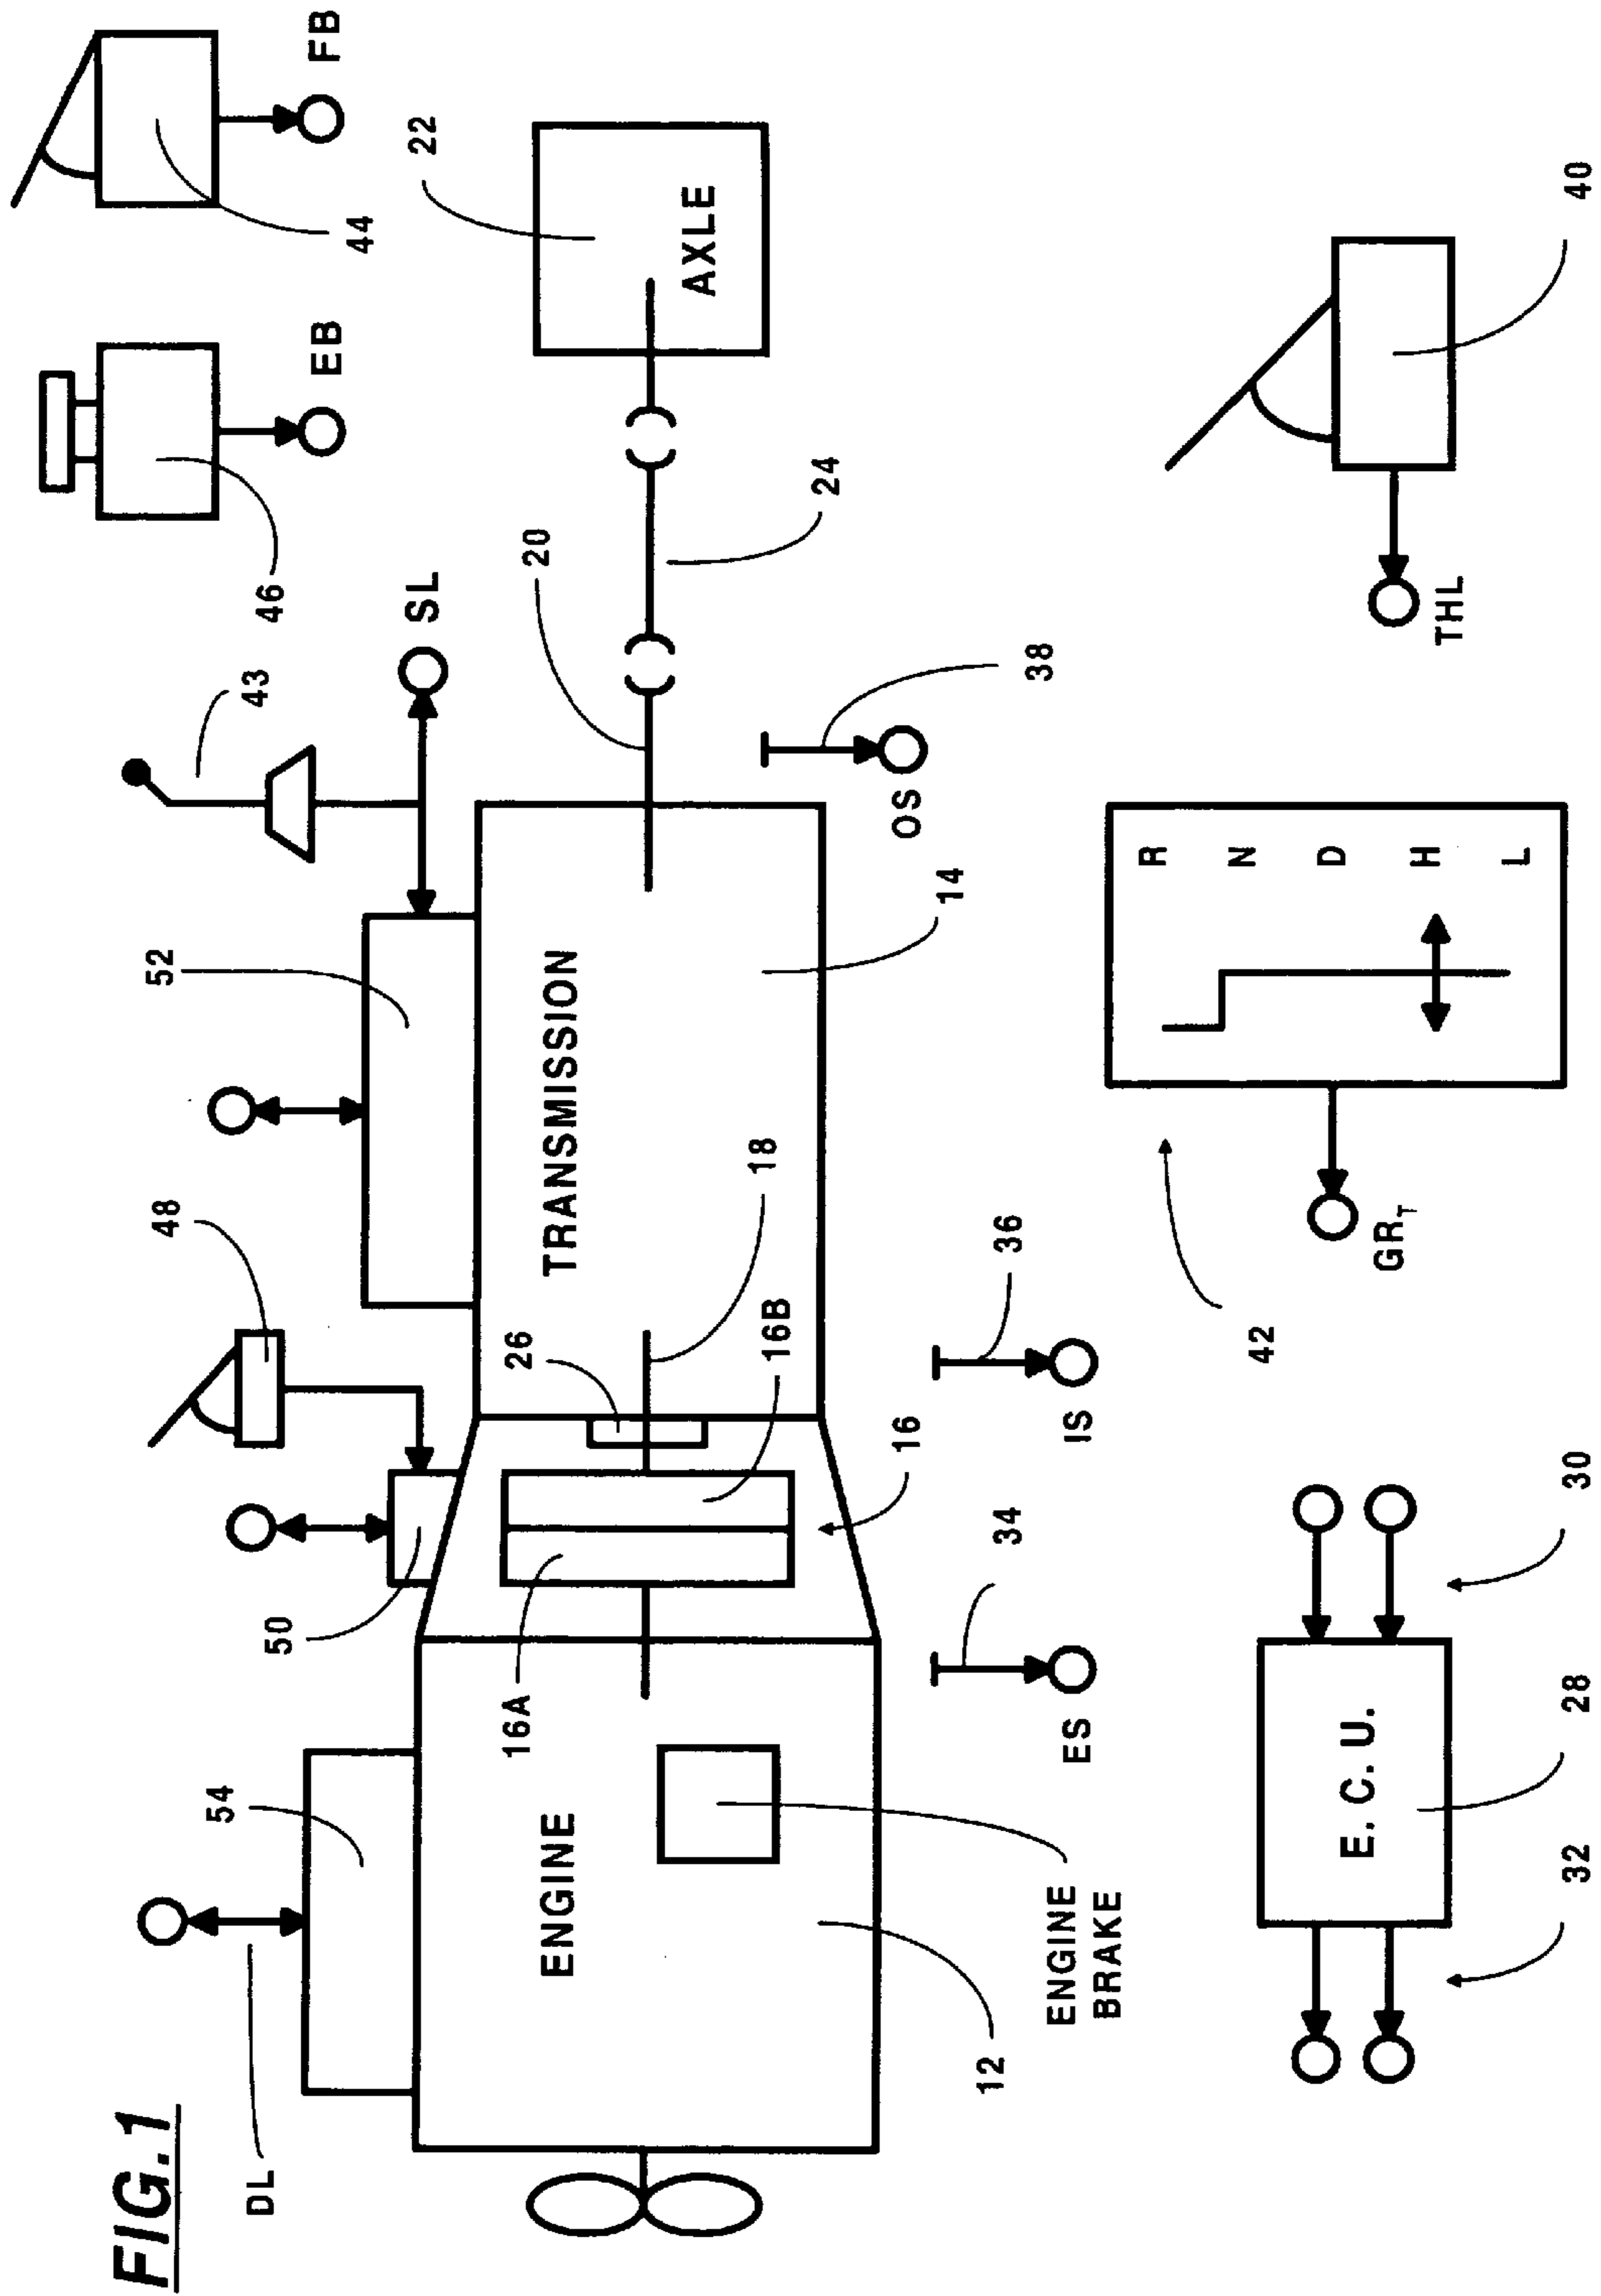 FIG.1
DL
54
50
48
52
43
SL
46
EB
44
FB
ENGINE
16A
26
TRANSMISSION
18
16B
20
24
22
AXLE
12
ENGINE
BRAKE
ES
34
16
IS
36
14
OS
38
32
E. C. U.
28
30
42
GRT
R
N
D
H
L
THL
40